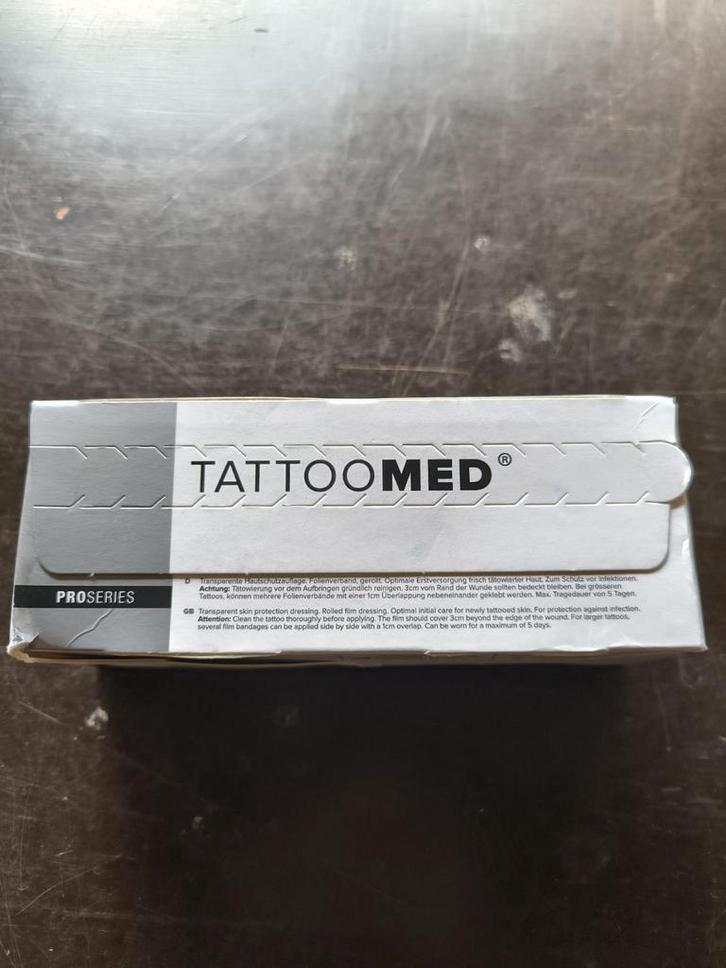 TATTOOMED®
D Transparente Hautschutzauflage. Folienverband, gerollt. Optimale Erstversorgung frisch tätowierter Haut. Zum Schutz vor Infektionen.
Achtung: Tätowierung vor dem Aufbringen gründlich reinigen. 3cm vom Rand der Wunde sollten bedeckt bleiben. Bei grösseren
Tattoos, können mehrere Folienverbände mit einer 1cm Überlappung nebeneinander geklebt werden. Max. Tragedauer von 5 Tagen.
PROSERIES
GB Transparent skin protection dressing. Rolled film dressing. Optimal initial care for newly tattooed skin. For protection against infection.
Attention: Clean the tattoo thoroughly before applying. The film should cover 3cm beyond the edge of the wound. For larger tattoos,
several film bandages can be applied side by side with a 1cm overlap. Can be worn for a maximum of 5 days.